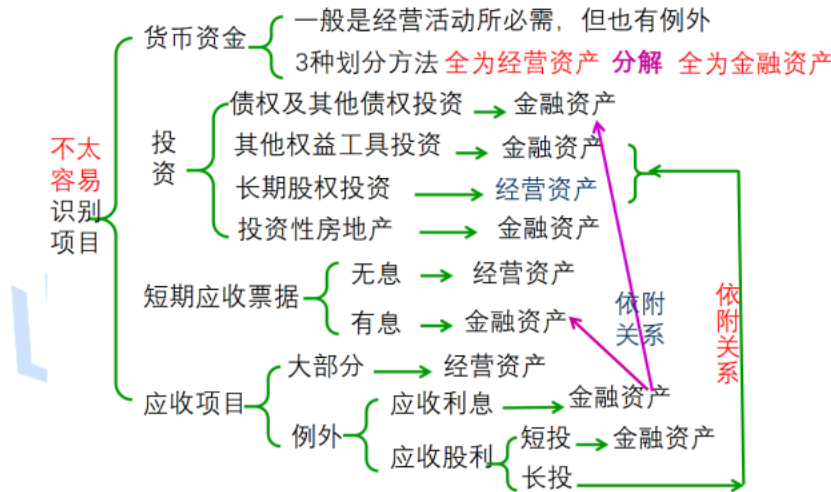 不太
容易
识别
项目
货币资金
一般是经营活动所必需，但也有例外
3种划分方法 全为经营资产 分解 全为金融资产
投
资
债权及其他债权投资 金融资产
其他权益工具投资 金融资产
长期股权投资 经营资产
投资性房地产 金融资产
短期应收票据
无息 经营资产
有息 金融资产
依附
关系
依
附
关
系
应收项目
大部分 经营资产
例外
应收利息 金融资产
应收股利
短投 金融资产
长投